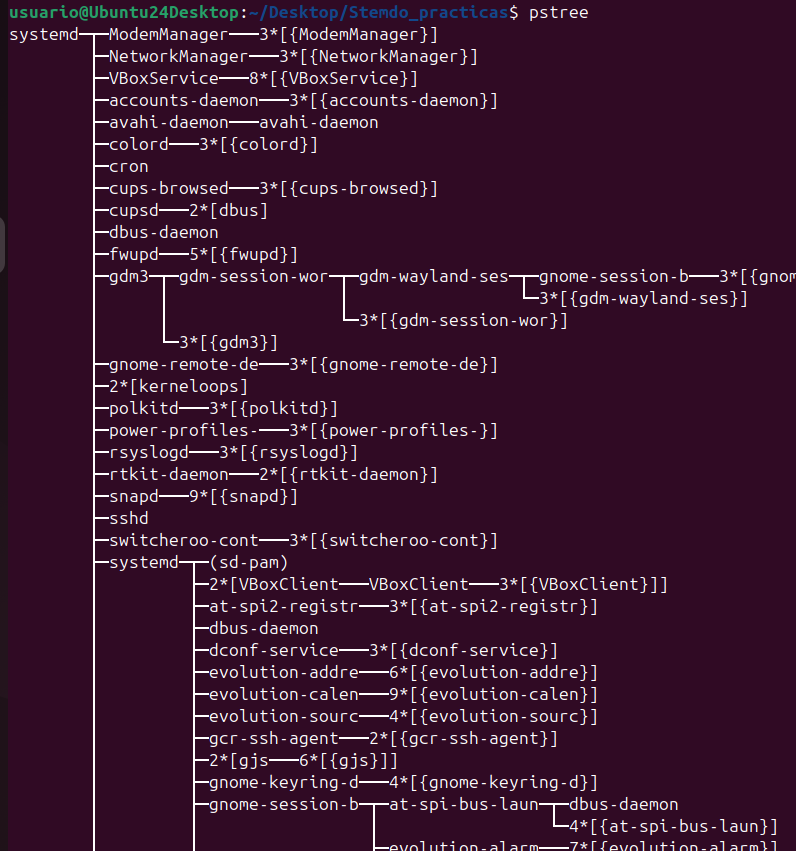 usuario@Ubuntu24Desktop:~/Desktop/Stemdo_practicas$ pstree
systemd─┬─ModemManager───3*[{ModemManager}]
        ├─NetworkManager───3*[{NetworkManager}]
        ├─VBoxService───8*[{VBoxService}]
        ├─accounts-daemon───3*[{accounts-daemon}]
        ├─avahi-daemon───avahi-daemon
        ├─colord───3*[{colord}]
        ├─cron
        ├─cups-browsed───3*[{cups-browsed}]
        ├─cupsd───2*[dbus]
        ├─dbus-daemon
        ├─fwupd───5*[{fwupd}]
        ├─gdm3─┬─gdm-session-wor─┬─gdm-wayland-ses─┬─gnome-session-b───3*[{gnom
        │      │                 │                 └─3*[{gdm-wayland-ses}]
        │      │                 └─3*[{gdm-session-wor}]
        │      └─3*[{gdm3}]
        ├─gnome-remote-de───3*[{gnome-remote-de}]
        ├─2*[kerneloops]
        ├─polkitd───3*[{polkitd}]
        ├─power-profiles-───3*[{power-profiles-}]
        ├─rsyslogd───3*[{rsyslogd}]
        ├─rtkit-daemon───2*[{rtkit-daemon}]
        ├─snapd───9*[{snapd}]
        ├─sshd
        ├─switcheroo-cont───3*[{switcheroo-cont}]
        ├─systemd─┬─(sd-pam)
        │         ├─2*[VBoxClient───VBoxClient───3*[{VBoxClient}]]
        │         ├─at-spi2-registr───3*[{at-spi2-registr}]
        │         ├─dbus-daemon
        │         ├─dconf-service───3*[{dconf-service}]
        │         ├─evolution-addre───6*[{evolution-addre}]
        │         ├─evolution-calen───9*[{evolution-calen}]
        │         ├─evolution-sourc───4*[{evolution-sourc}]
        │         ├─gcr-ssh-agent───2*[{gcr-ssh-agent}]
        │         ├─2*[gjs───6*[{gjs}]]
        │         ├─gnome-keyring-d───4*[{gnome-keyring-d}]
        │         ├─gnome-session-b─┬─at-spi-bus-laun─┬─dbus-daemon
        │         │                 │                 └─4*[{at-spi-bus-laun}]
        │         │                 ├─evolution-alarm───7*[{evolution-alarm}]